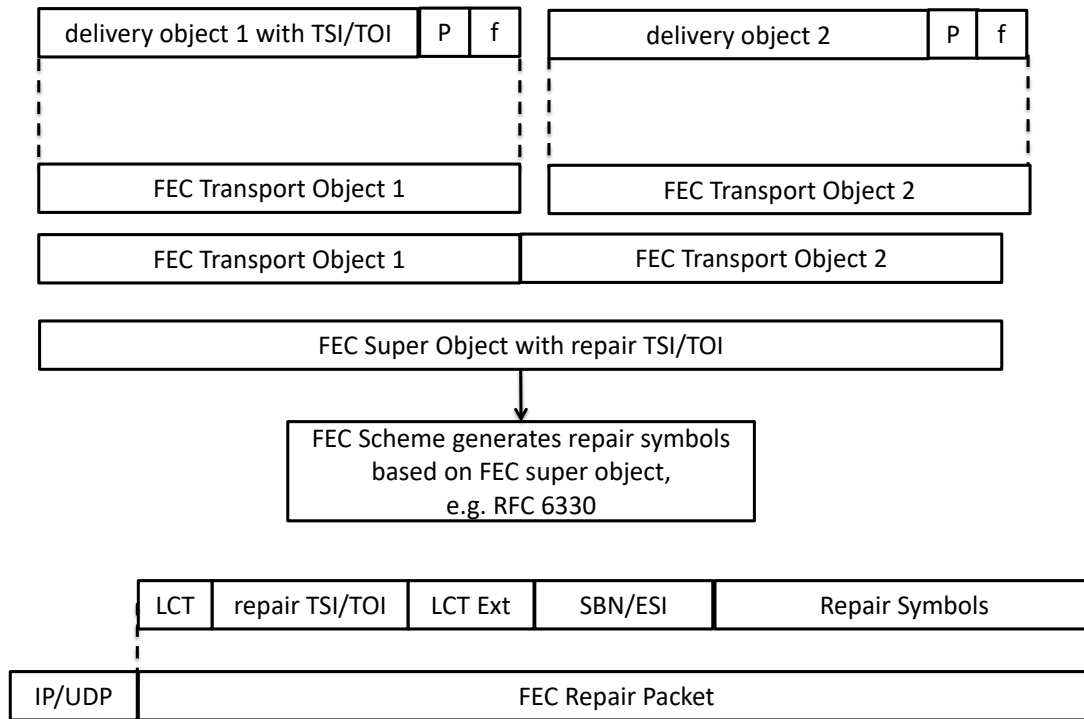 delivery object 1 with TSI/TOI P f delivery object 2 P f
FEC Transport Object 1 FEC Transport Object 2
FEC Transport Object 1 FEC Transport Object 2
FEC Super Object with repair TSI/TOI
FEC Scheme generates repair symbols
based on FEC super object,
e.g. RFC 6330
LCT repair TSI/TOI LCT Ext SBN/ESI Repair Symbols
IP/UDP FEC Repair Packet